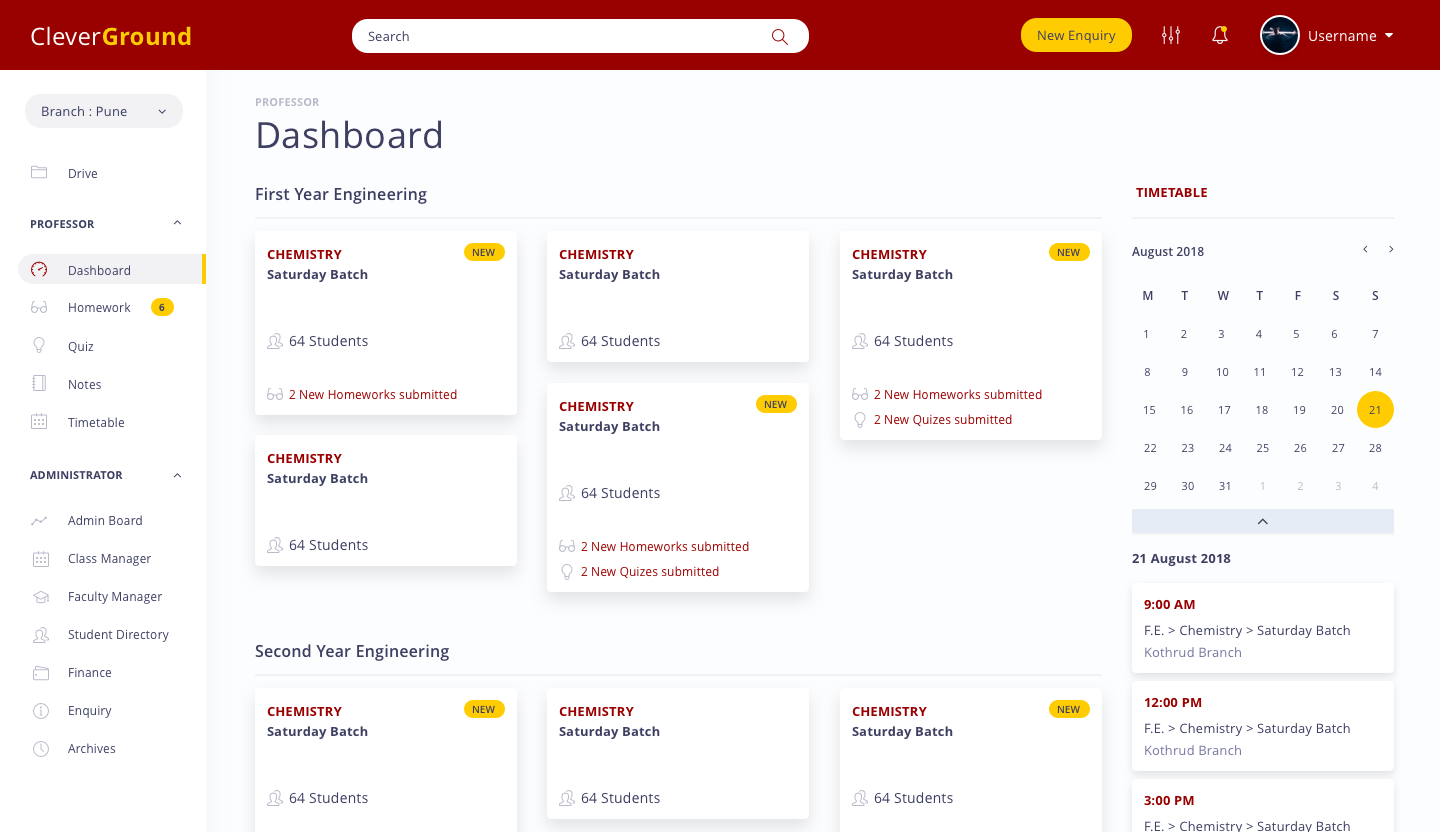 CleverGround
Search
New Enquiry
Username
Branch : Pune
Drive
PROFESSOR
Dashboard
Homework 6
Quiz
Notes
Timetable
ADMINISTRATOR
Admin Board
Class Manager
Faculty Manager
Student Directory
Finance
Enquiry
Archives
PROFESSOR
Dashboard
First Year Engineering
CHEMISTRY NEW
Saturday Batch
64 Students
2 New Homeworks submitted
CHEMISTRY
Saturday Batch
64 Students
CHEMISTRY
Saturday Batch
64 Students
CHEMISTRY NEW
Saturday Batch
64 Students
2 New Homeworks submitted
2 New Quizes submitted
CHEMISTRY NEW
Saturday Batch
64 Students
2 New Homeworks submitted
2 New Quizes submitted
Second Year Engineering
CHEMISTRY NEW
Saturday Batch
64 Students
CHEMISTRY
Saturday Batch
64 Students
CHEMISTRY NEW
Saturday Batch
64 Students
TIMETABLE
August 2018
M T W T F S S
1 2 3 4 5 6 7
8 9 10 11 12 13 14
15 16 17 18 19 20 21
22 23 24 25 26 27 28
29 30 31 1 2 3 4
21 August 2018
9:00 AM
F.E. > Chemistry > Saturday Batch
Kothrud Branch
12:00 PM
F.E. > Chemistry > Saturday Batch
Kothrud Branch
3:00 PM
F.E. > Chemistry > Saturday Batch